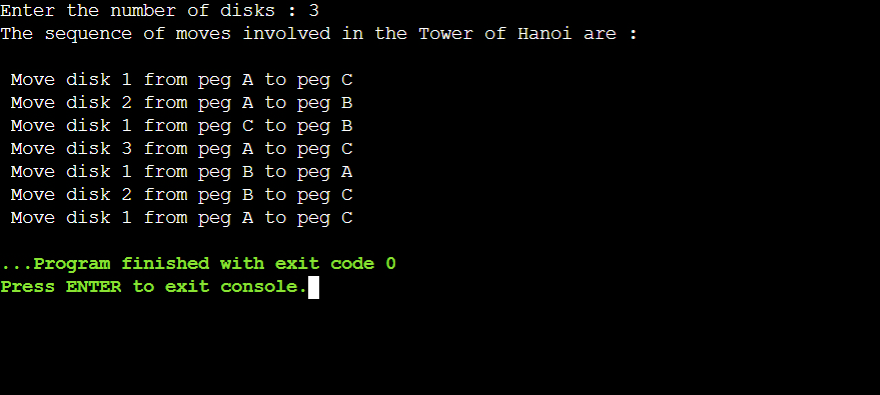 Enter the number of disks : 3
The sequence of moves involved in the Tower of Hanoi are :
Move disk 1 from peg A to peg C
Move disk 2 from peg A to peg B
Move disk 1 from peg C to peg B
Move disk 3 from peg A to peg C
Move disk 1 from peg B to peg A
Move disk 2 from peg B to peg C
Move disk 1 from peg A to peg C
...Program finished with exit code 0
Press ENTER to exit console.